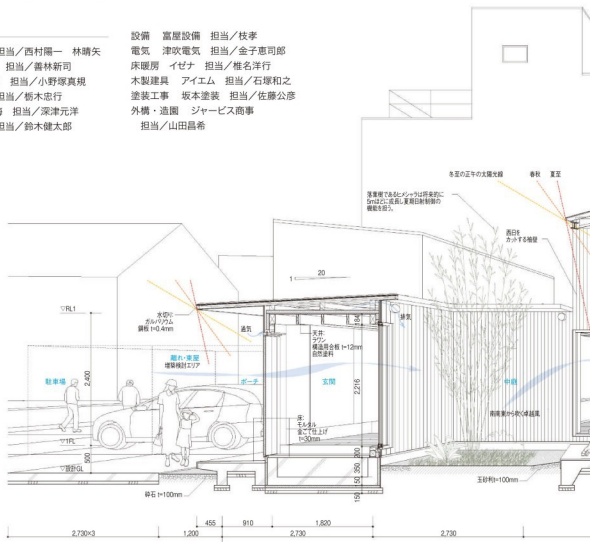 担当／西村陽一 林晴矢
担当／善林新司
担当／小野塚真規
担当／栃木忠行
担当／深津元洋
担当／鈴木健太郎
設備 富屋設備 担当／枝孝
電気 津吹電気 担当／金子恵司郎
床暖房 イゼナ 担当／椎名洋行
木製建具 アイエム 担当／石塚和之
塗装工事 坂本塗装 担当／佐藤公彦
外構・造園 ジャービス商事
担当／山田昌希
冬至の正午の太陽光線
春秋
夏至
落葉樹であるヒメシャラは将来的に
5mほどに成長し夏期日射制御の
機能を担う。
西日を
カットする袖壁
20
1
▽RL1
水切り:
ガルバリウム
鋼板 t=0.4mm
通気
排気
184
天井:
ラワン
構造用合板 t=12mm
自然塗料
離れ・東屋
増築検討エリア
駐車場
ポーチ
玄関
中庭
2,400
2,216
南南東から吹く卓越風
床:
モルタル
金ごて仕上げ
t=30mm
▽1FL
600
▽設計GL
200
350
50
150
砕石 t=100mm
玉砂利t=100mm
455
910
1,820
2,730×3
1,200
2,730
2,730